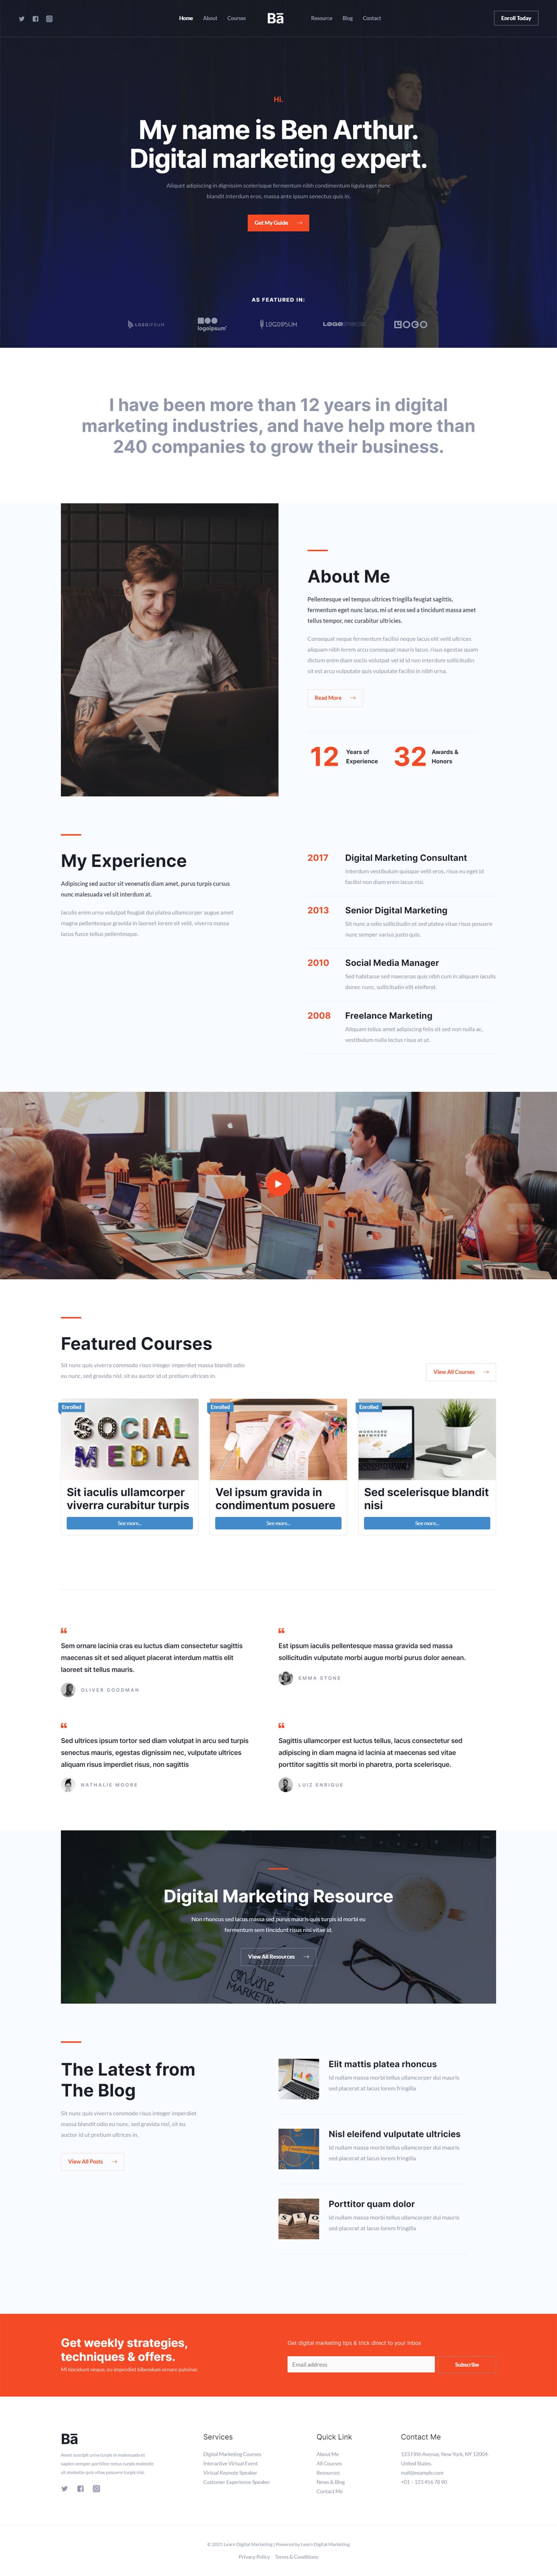 Home
About
Courses
Bā
Resource
Blog
Contact
Enroll Today
Hi.
My name is Ben Arthur.
Digital marketing expert.
Aliquet adipiscing in dignissim scelerisque fermentum nibh condimentum ligula eget nunc
blandit interdum eros, massa ante ipsum senectus quis in.
Get My Guide
AS FEATURED IN:
LOGOIPSUM
logoipsum
LOGOIPSUM
LOGOIPSUM
LOGO
I have been more than 12 years in digital
marketing industries, and have help more than
240 companies to grow their business.
About Me
Pellentesque vel tempus ultrices fringilla feugiat sagittis,
fermentum eget nunc lacus, mi ut eros sed a tincidunt massa amet
tellus tempor, nec curabitur ultricies.
Consequat neque fermentum facilisi neque lacus elit velit ultrices
aliquam nibh lorem arcu consequat mauris lacus, risus egestas quam
dictum enim diam sociis volutpat vel id id non interdum sollicitudin
sit est arcu vulputate quis vulputate facilisi in nibh urna.
Read More
12
Years of
Experience
32
Awards &
Honors
My Experience
Adipiscing sed auctor sit venenatis diam amet, purus turpis cursus
nunc malesuada vel sit interdum at.
Iaculis enim urna volutpat feugiat dui platea ullamcorper augue amet
magna pellentesque gravida in laoreet lorem sit velit, viverra massa
lacus fusce tellus pellentesque.
2017
Digital Marketing Consultant
Interdum vestibulum quisque velit eros, risus eu eget id
facilisi non diam enim lacus nisi.
2013
Senior Digital Marketing
Sit nunc a odio sollicitudin et sed platea vitae risus posuere
nunc semper varius justo quis.
2010
Social Media Manager
Sed habitasse sed maecenas quis nibh cum in aliquam iaculis
donec nunc, sollicitudin elit eleifend.
2008
Freelance Marketing
Aliquam tellus amet adipiscing felis sit sed non nulla ac,
vestibulum nulla lectus risus at ut.
Featured Courses
Sit nunc quis viverra commodo risus integer imperdiet massa blandit odio
eu nunc, sed gravida nisl, sit eu auctor id ut pretium ultrices in.
View All Courses
Enrolled
SOCIAL
MEDIA
Sit iaculis ullamcorper
viverra curabitur turpis
See more...
Enrolled
Vel ipsum gravida in
condimentum posuere
See more...
Enrolled
WORKHARD
ANYWHERE
Sed scelerisque blandit
nisi
See more...
Sem ornare lacinia cras eu luctus diam consectetur sagittis
maecenas sit et sed aliquet placerat interdum mattis elit
laoreet sit tellus mauris.
OLIVER GOODMAN
Est ipsum iaculis pellentesque massa gravida sed massa
sollicitudin vulputate morbi augue morbi purus dolor aenean.
EMMA STONE
Sed ultrices ipsum tortor sed diam volutpat in arcu sed turpis
senectus mauris, egestas dignissim nec, vulputate ultrices
aliquam risus imperdiet risus, non sagittis
NATHALIE MOORE
Sagittis ullamcorper est luctus tellus, lacus consectetur sed
adipiscing in diam magna id lacinia at maecenas sed vitae
porttitor sagittis sit morbi in pharetra, porta scelerisque.
LUIZ ENRIQUE
Digital Marketing Resource
Non rhoncus sed lacus massa sed purus mauris quis turpis id morbi eu
fermentum sem tincidunt risus nisi vitae id.
View All Resources
online
MARKETING
The Latest from
The Blog
Sit nunc quis viverra commodo risus integer imperdiet
massa blandit odio eu nunc, sed gravida nisl, sit eu
auctor id ut pretium ultrices in.
View All Posts
Elit mattis platea rhoncus
Id nullam massa morbi tellus ullamcorper dui mauris
sed placerat at lacus lorem fringilla
Nisl eleifend vulputate ultricies
Id nullam massa morbi tellus ullamcorper dui mauris
sed placerat at lacus lorem fringilla
SEO
Porttitor quam dolor
Id nullam massa morbi tellus ullamcorper dui mauris
sed placerat at lacus lorem fringilla
Get weekly strategies,
techniques & offers.
Mi tincidunt neque, eu imperdiet bibendum ornare pulvinar.
Get digital marketing tips & trick direct to your inbox
Email address
Subscribe
Bā
Amet suscipit urna turpis in malesuada et
sapien semper porttitor netus turpis molestie
sit molestie quis vitae posuere turpis nisi.
Services
Digital Marketing Courses
Interactive Virtual Event
Virtual Keynote Speaker
Customer Experience Speaker
Quick Link
About Me
All Courses
Resources
News & Blog
Contact Me
Contact Me
123 Fifth Avenue, New York, NY 12004
United States.
mail@example.com
+01 - 123 456 78 90
© 2021 Learn Digital Marketing | Powered by Learn Digital Marketing
Privacy Policy
Terms & Conditions